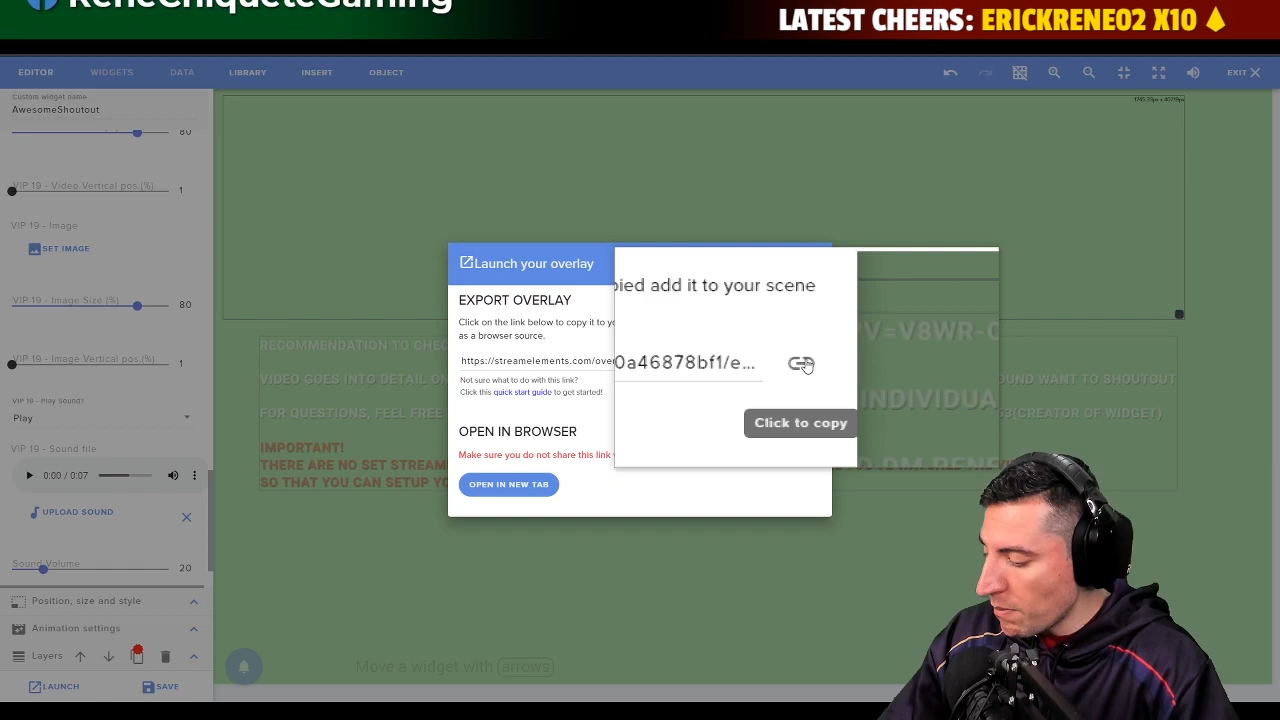 ReneChiqueteGaming
LATEST CHEERS: ERICKRENE02 X10
EDITOR WIDGETS DATA LIBRARY INSERT OBJECT EXIT
Custom widget name
AwesomeShoutout
80
VIP 19 - Video Vertical pos.(%)
1
VIP 19 - Image
SET IMAGE
VIP 19 - Image Size (%)
80
VIP 19 - Image Vertical pos.(%)
1
VIP 19 - Play Sound?
Play
VIP 19 - Sound file
0:00 / 0:07
UPLOAD SOUND
Sound Volume
20
Position, size and style
Animation settings
Layers
LAUNCH SAVE
Launch your overlay
EXPORT OVERLAY
Click on the link below to copy it to
as a browser source.
https://streamelements.com/over
Not sure what to do with this link?
Click this quick start guide to get started!
OPEN IN BROWSER
Make sure you do not share this link
OPEN IN NEW TAB
pied add it to your scene
0a46878bf1/e...
Click to copy
PV=V8WR-
INDIVIDUA
RECOMMENDATION TO CHEC
VIDEO GOES INTO DETAIL ON
OUND WANT TO SHOUTOUT
FOR QUESTIONS, FEEL FREE
3(CREATOR OF WIDGET)
IMPORTANT!
THERE ARE NO SET STREAM
SO THAT YOU CAN SETUP YO
Move a widget with arrows